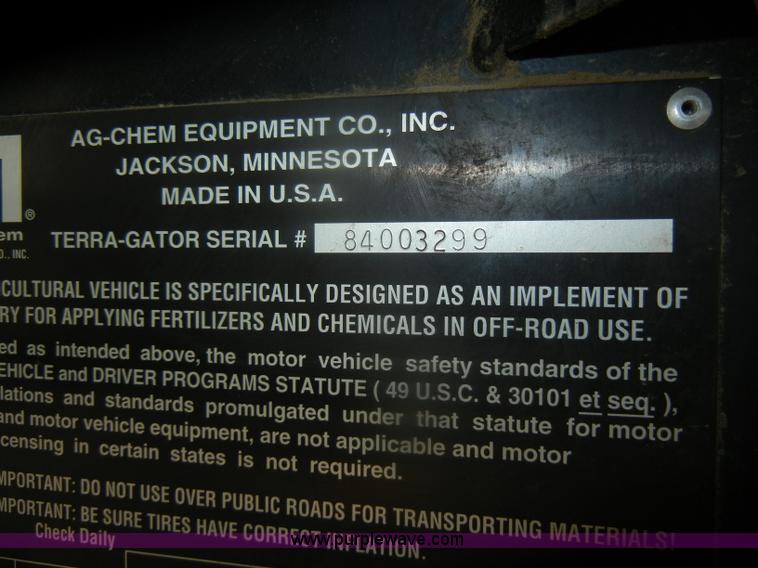 AG-CHEM EQUIPMENT CO., INC.
JACKSON, MINNESOTA
MADE IN U.S.A.
®
em
O., INC.
TERRA-GATOR SERIAL # 84003299
CULTURAL VEHICLE IS SPECIFICALLY DESIGNED AS AN IMPLEMENT OF
RY FOR APPLYING FERTILIZERS AND CHEMICALS IN OFF-ROAD USE.
ed as intended above, the motor vehicle safety standards of the
EHICLE and DRIVER PROGRAMS STATUTE ( 49 U.S.C. & 30101 et seq. ),
lations and standards promulgated under that statute for motor
and motor vehicle equipment, are not applicable and motor
censing in certain states is not required.
MPORTANT: DO NOT USE OVER PUBLIC ROADS FOR TRANSPORTING MATERIALS!
MPORTANT: BE SURE TIRES HAVE CORRECT INFLATION.
Check Daily
www.purplewave.com